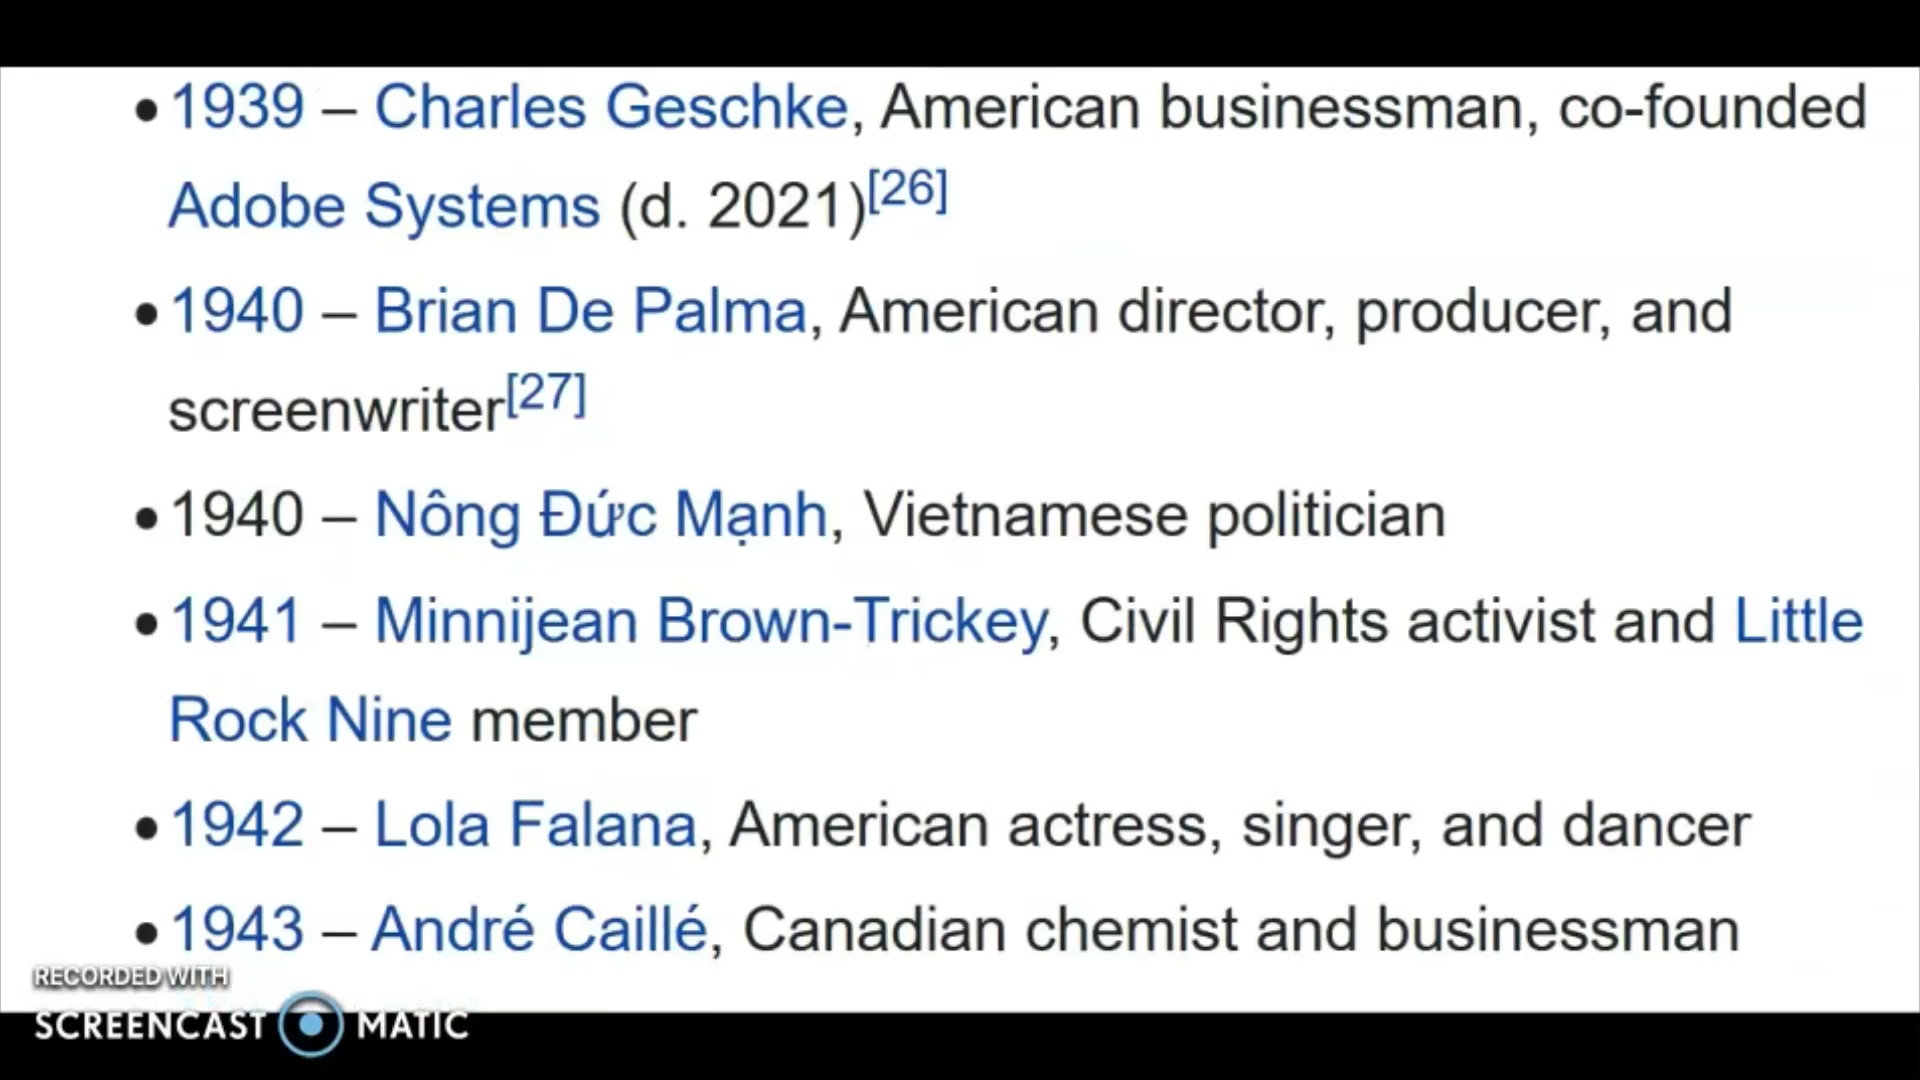 • 1939 – Charles Geschke, American businessman, co-founded
Adobe Systems (d. 2021)[26]
• 1940 – Brian De Palma, American director, producer, and
screenwriter[27]
• 1940 – Nông Đức Mạnh, Vietnamese politician
• 1941 – Minnijean Brown-Trickey, Civil Rights activist and Little
Rock Nine member
• 1942 – Lola Falana, American actress, singer, and dancer
• 1943 – André Caillé, Canadian chemist and businessman
RECORDED WITH
SCREENCAST MATIC